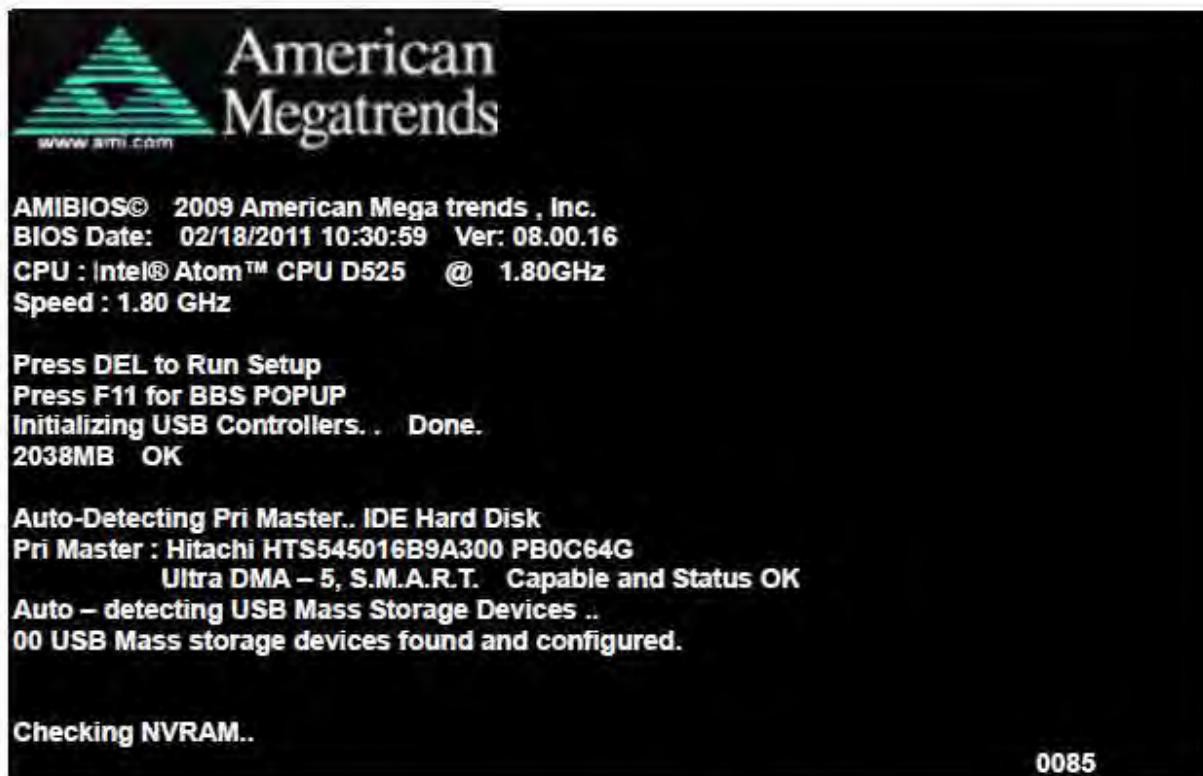 American
Megatrends
www.ami.com
AMIBIOS© 2009 American Mega trends , Inc.
BIOS Date: 02/18/2011 10:30:59 Ver: 08.00.16
CPU : Intel® Atom™ CPU D525 @ 1.80GHz
Speed : 1.80 GHz
Press DEL to Run Setup
Press F11 for BBS POPUP
Initializing USB Controllers. . Done.
2038MB OK
Auto-Detecting Pri Master.. IDE Hard Disk
Pri Master : Hitachi HTS545016B9A300 PB0C64G
Ultra DMA – 5, S.M.A.R.T. Capable and Status OK
Auto – detecting USB Mass Storage Devices ..
00 USB Mass storage devices found and configured.
Checking NVRAM..
0085